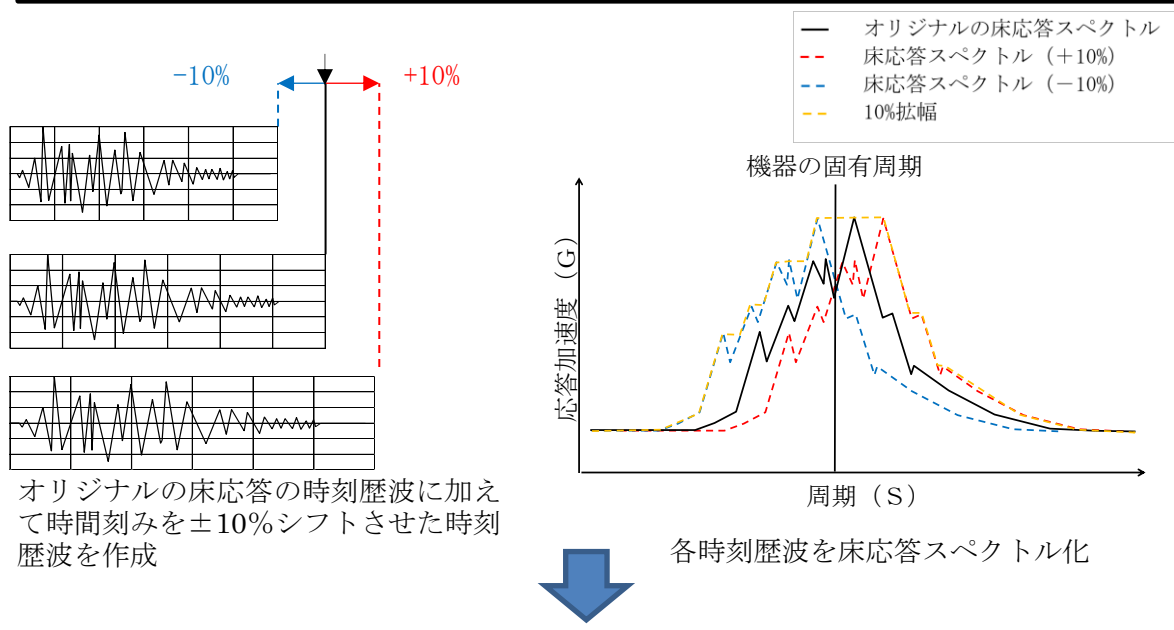 -10%
+10%
オリジナルの床応答スペクトル
床応答スペクトル（＋10%）
床応答スペクトル（－10%）
10%拡幅
機器の固有周期
応答加速度（G）
周期（S）
オリジナルの床応答の時刻歴波に加え
て時間刻みを±10%シフトさせた時刻
歴波を作成
各時刻歴波を床応答スペクトル化